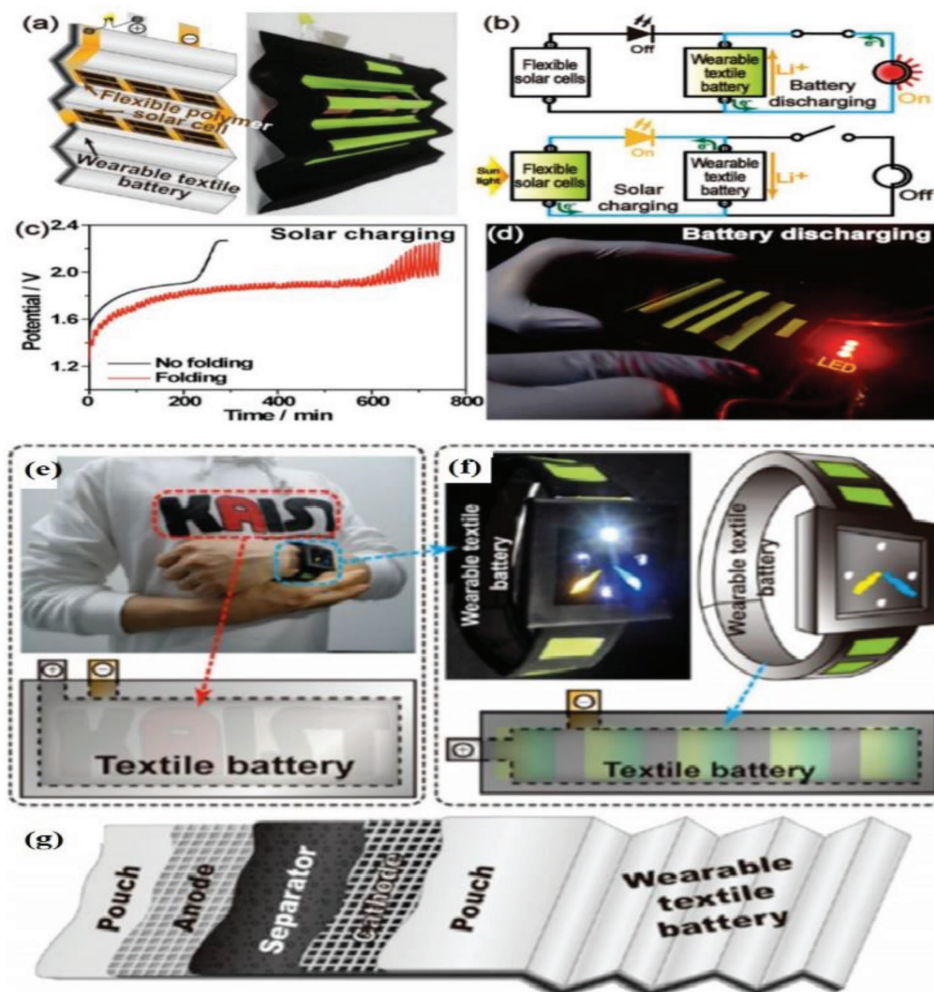 (a)
⊕
⊖
Flexible polymer
solar cell
Wearable textile
battery
(b)
Off
Flexible
solar cells
Wearable
textile
battery
Li+
e-
e-
Battery
discharging
On
On
Sun
light
Flexible
solar cells
e-
Solar
charging
e-
Wearable
textile
battery
Li+
Off
(c)
Solar charging
2.4
2.0
1.6
1.2
Potential / V
No folding
Folding
0
200
400
600
800
Time / min
(d)
Battery discharging
LED
(e)
KAIST
⊕
⊖
KAIST
Textile battery
(f)
Wearable textile
battery
Wearable textile
battery
⊖
⊕
Textile battery
(g)
Pouch
Anode
Separator
Cathode
Pouch
Wearable
textile
battery